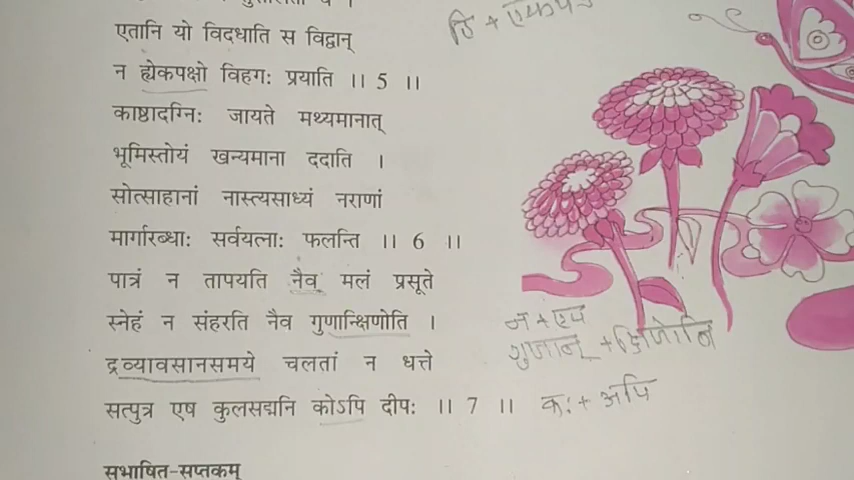 एतानि यो विदधाति स विद्वान्
हि + एकप
न ह्येकपक्षो विहगः प्रयाति ।। 5 ।।
काष्ठादग्निः जायते मथ्यमानात्
भूमिस्तोयं खन्यमाना ददाति ।
सोत्साहानां नास्त्यसाध्यं नराणां
मार्गारब्धाः सर्वयत्नाः फलन्ति ।। 6 ।।
पात्रं न तापयति नैव मलं प्रसूते
न + एव
स्नेहं न संहरति नैव गुणान्क्षिणोति ।
गुणान् + क्षिणोति
द्रव्यावसानसमये चलतां न धत्ते
सत्पुत्र एष कुलसद्मनि कोऽपि दीपः ।। 7 ।। कः + अपि
सभाषित-सप्तकम्